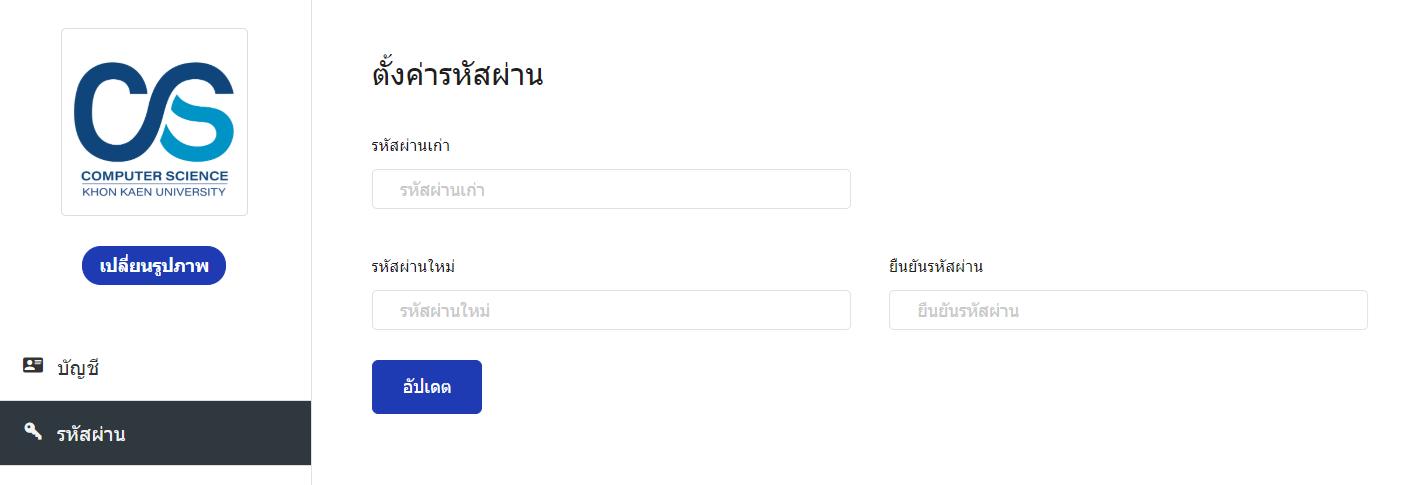 CS
COMPUTER SCIENCE
KHON KAEN UNIVERSITY
เปลี่ยนรูปภาพ
บัญชี
รหัสผ่าน
ตั้งค่ารหัสผ่าน
รหัสผ่านเก่า
รหัสผ่านเก่า
รหัสผ่านใหม่
รหัสผ่านใหม่
ยืนยันรหัสผ่าน
ยืนยันรหัสผ่าน
อัปเดต